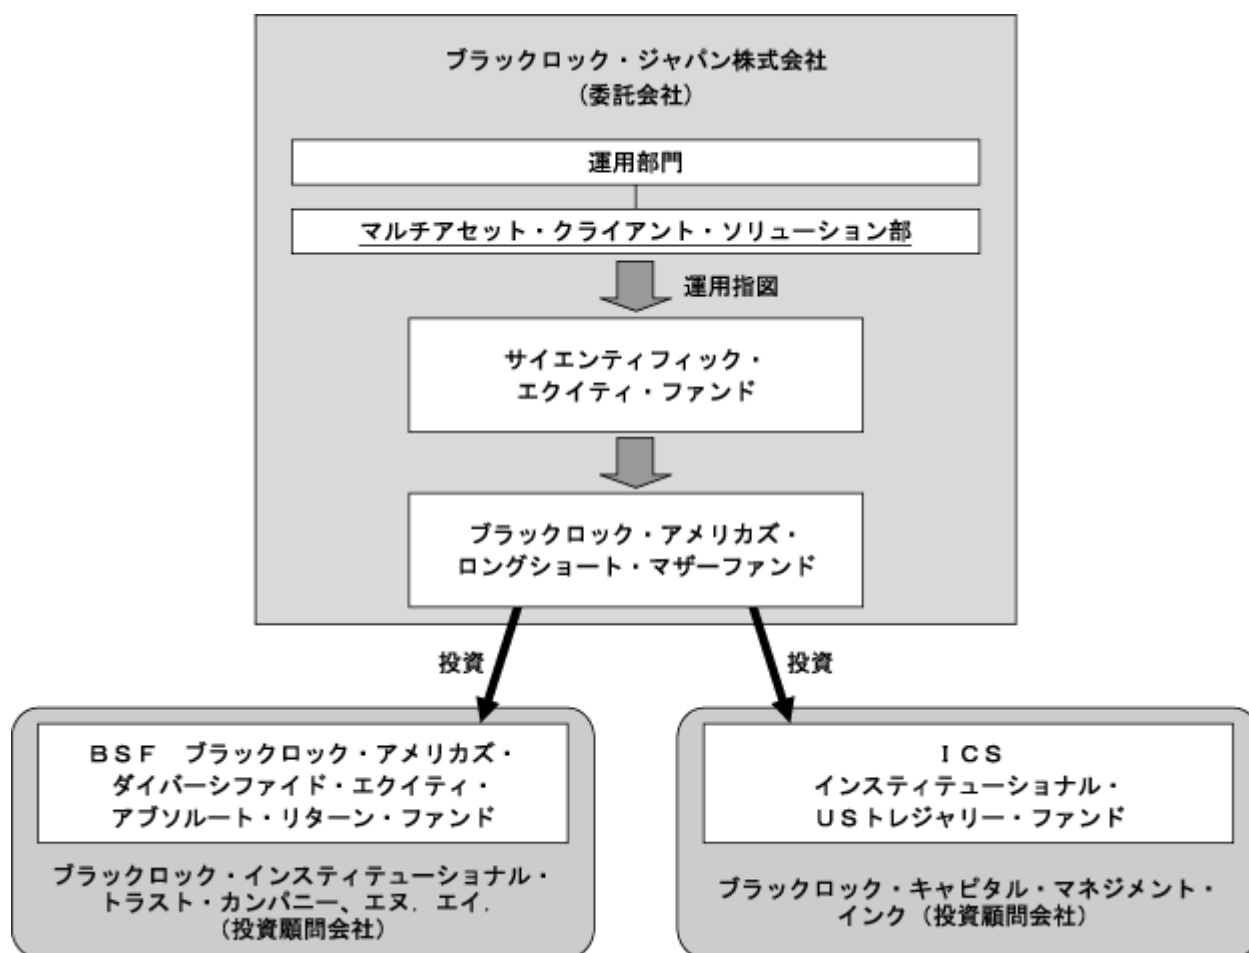 ブラックロック・ジャパン株式会社
（委託会社）
運用部門
マルチアセット・クライアント・ソリューション部
運用指図
サイエンティフィック・
エクイティ・ファンド
ブラックロック・アメリカズ・
ロングショート・マザーファンド
投資
投資
ＢＳＦ　ブラックロック・アメリカズ・
ダイバーシファイド・エクイティ・
アブソルート・リターン・ファンド
ブラックロック・インスティテューショナル・
トラスト・カンパニー、エヌ．エイ．
（投資顧問会社）
ＩＣＳ
インスティテューショナル・
ＵＳトレジャリー・ファンド
ブラックロック・キャピタル・マネジメント・
インク（投資顧問会社）